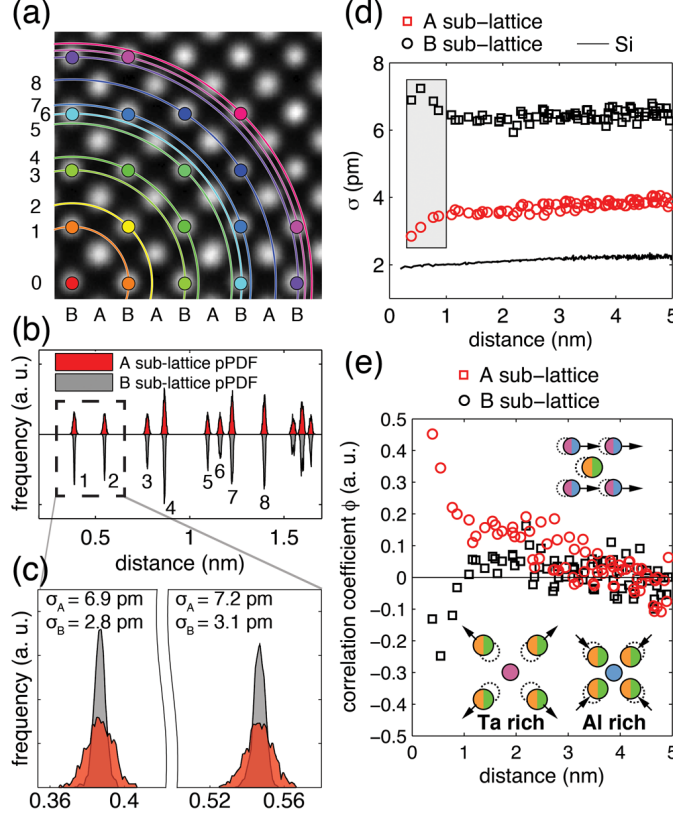 (a)
8
7
6
5
4
3
2
1
0
B A B A B A B A B
(b)
A sub-lattice pPDF
B sub-lattice pPDF
frequency (a. u.)
1 2 3 4 5 6 7 8
0.5 1 1.5
distance (nm)
(c)
σA = 6.9 pm
σB = 2.8 pm
σA = 7.2 pm
σB = 3.1 pm
frequency (a. u.)
0.36 0.4 0.52 0.56
(d)
A sub-lattice
B sub-lattice
Si
σ (pm)
8
6
4
2
0 1 2 3 4 5
distance (nm)
(e)
A sub-lattice
B sub-lattice
correlation coefficient ϕ (a. u.)
0.5
0.4
0.3
0.2
0.1
0
-0.1
-0.2
-0.3
-0.4
-0.5
Ta rich
Al rich
0 1 2 3 4 5
distance (nm)